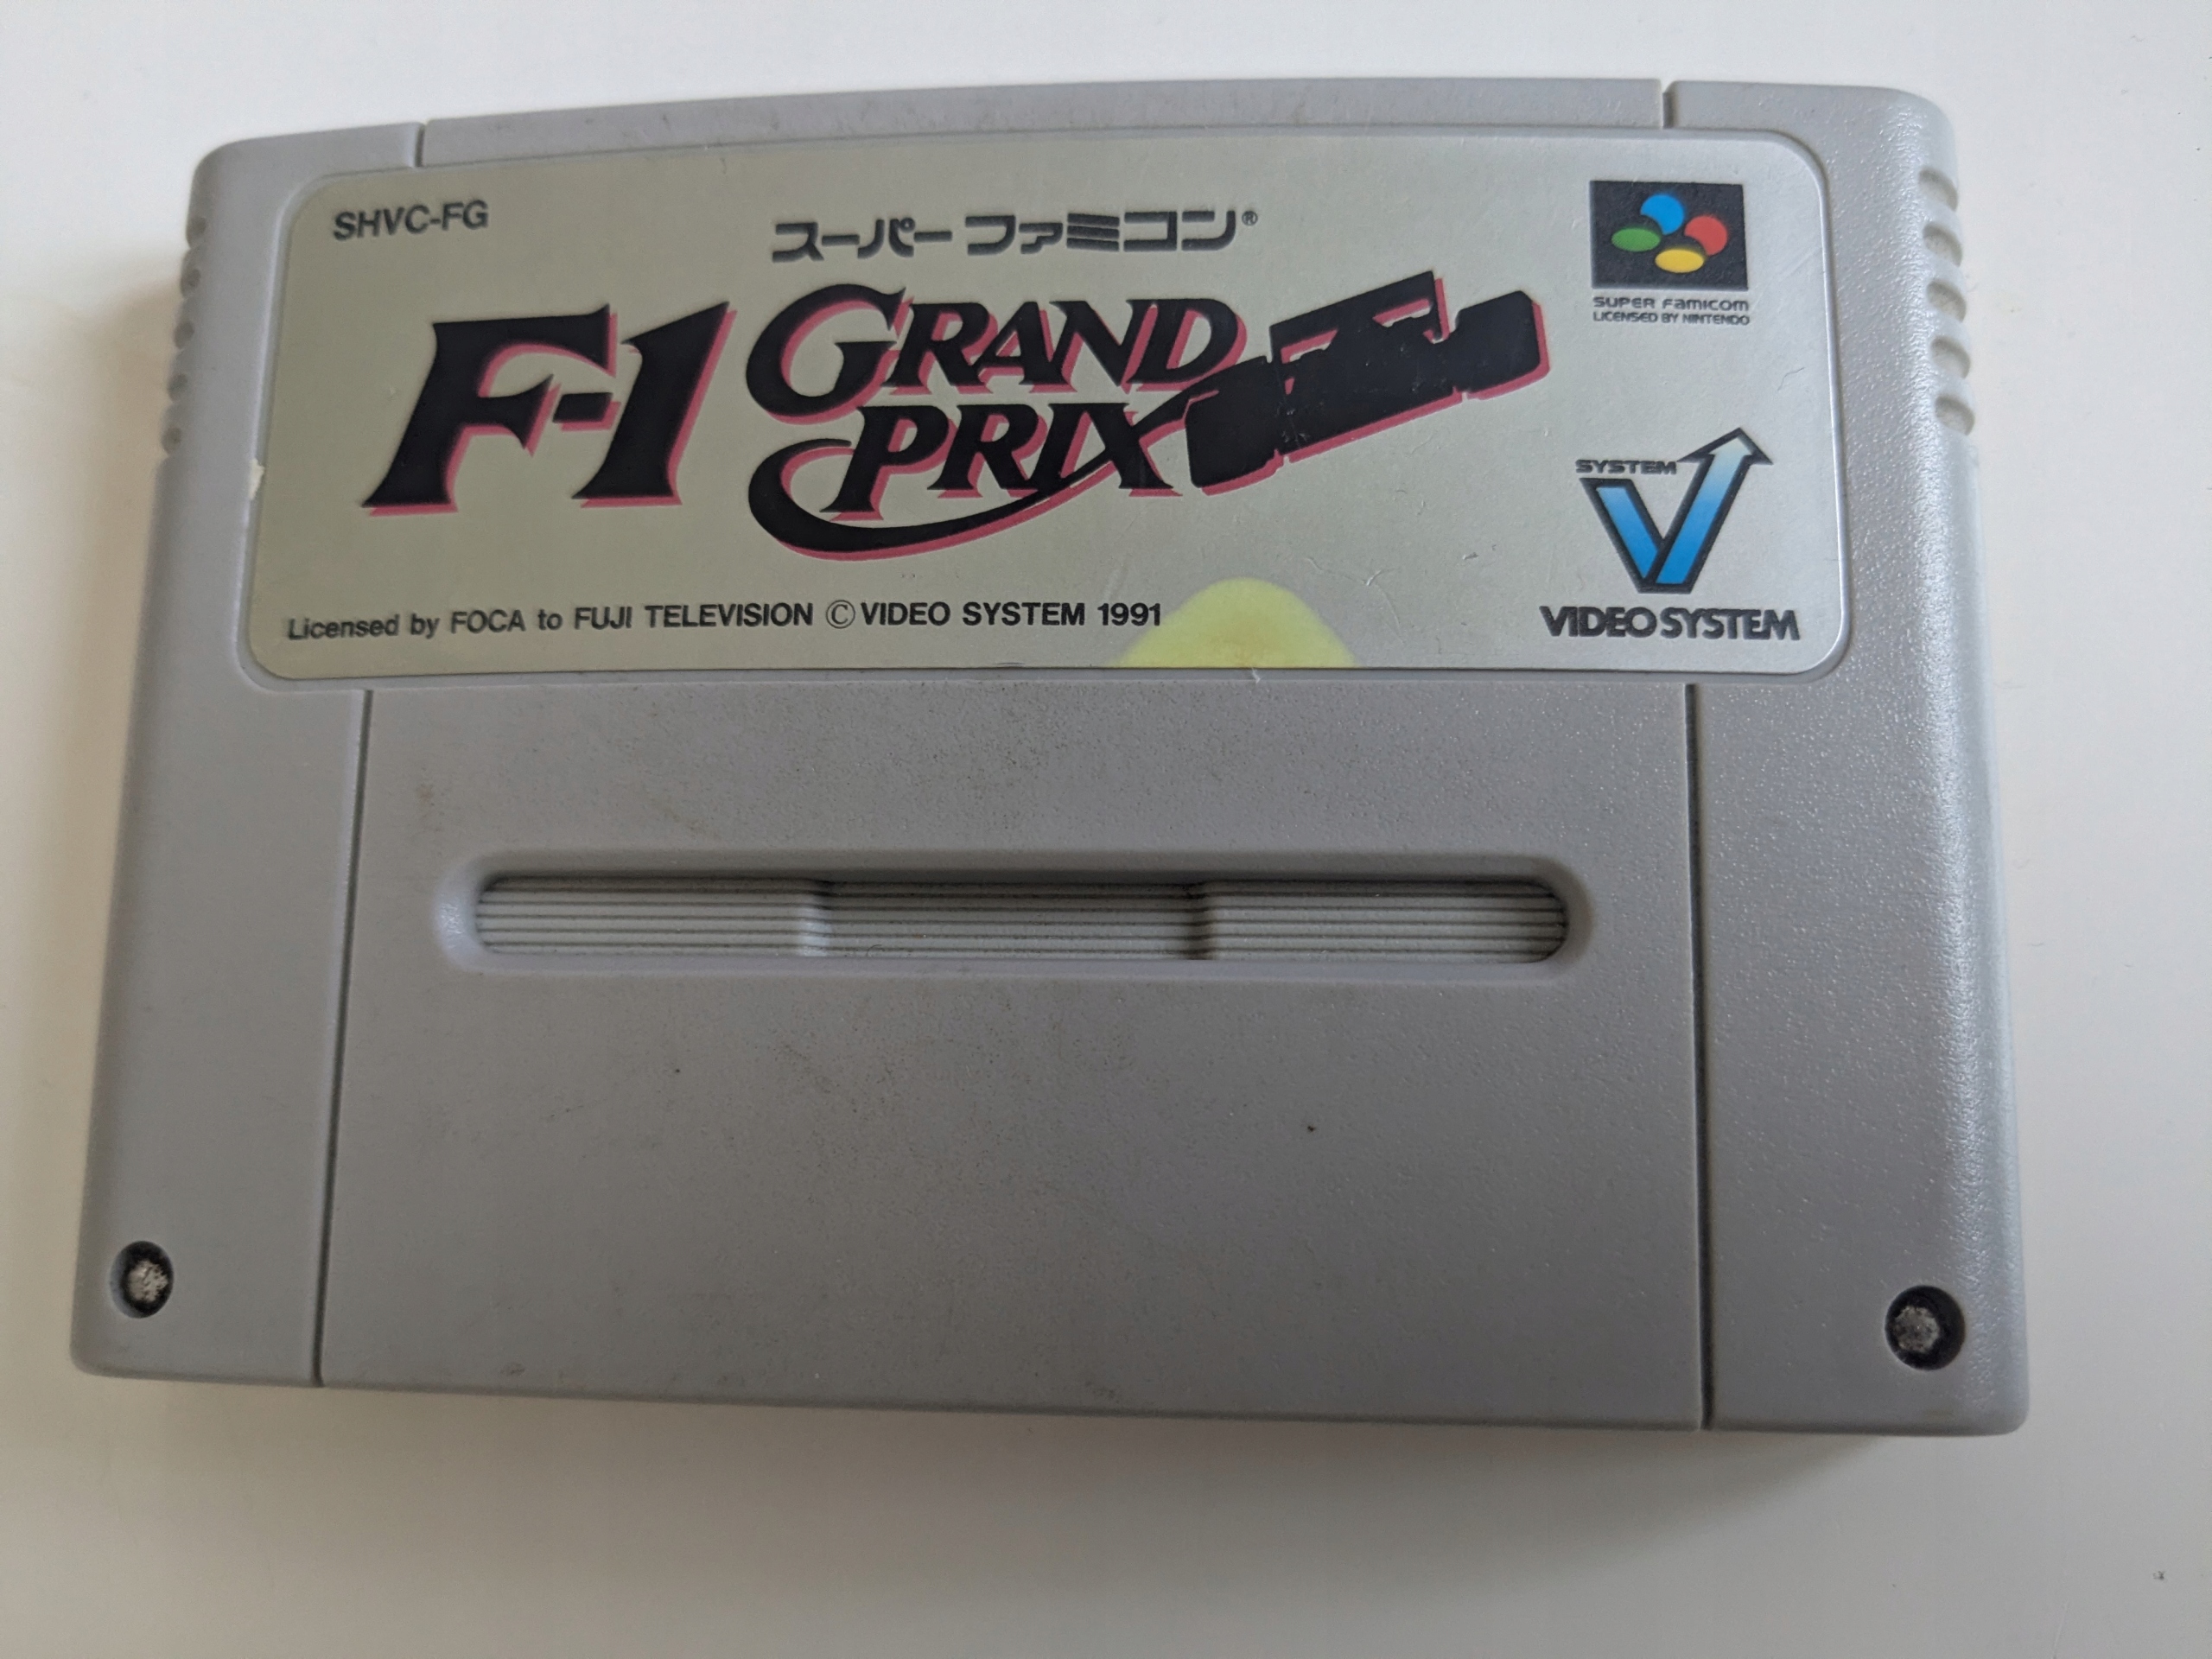 SHVC-FG
スーパーファミコン®
F-1 GRAND PRIX
SUPER FAMICOM
LICENSED BY NINTENDO
SYSTEM
V
VIDEO SYSTEM
Licensed by FOCA to FUJI TELEVISION ©VIDEO SYSTEM 1991